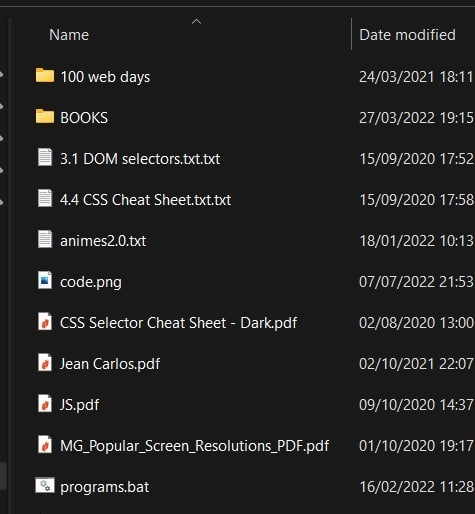 Name Date modified
100 web days 24/03/2021 18:11
BOOKS 27/03/2022 19:15
3.1 DOM selectors.txt.txt 15/09/2020 17:52
4.4 CSS Cheat Sheet.txt.txt 15/09/2020 17:58
animes2.0.txt 18/01/2022 10:13
code.png 07/07/2022 21:53
CSS Selector Cheat Sheet - Dark.pdf 02/08/2020 13:00
Jean Carlos.pdf 02/10/2021 22:07
JS.pdf 09/10/2020 14:37
MG_Popular_Screen_Resolutions_PDF.pdf 01/10/2020 19:17
programs.bat 16/02/2022 11:28